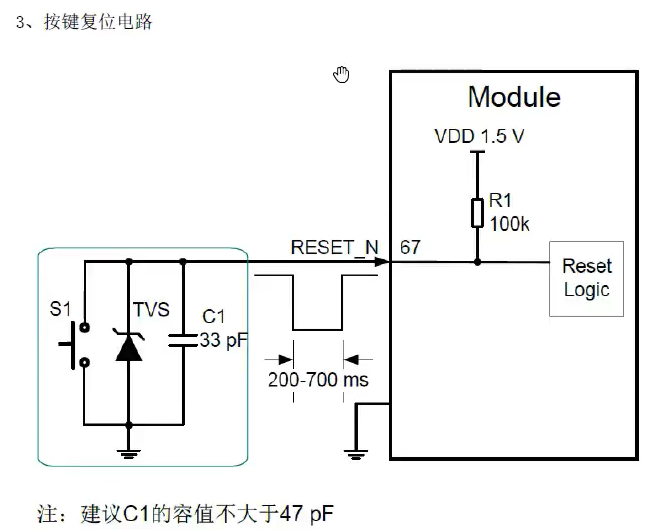 3、按键复位电路
Module
VDD 1.5 V
R1
100k
RESET_N
67
Reset
Logic
S1
TVS
C1
33 pF
200-700 ms
注：建议C1的容值不大于47 pF